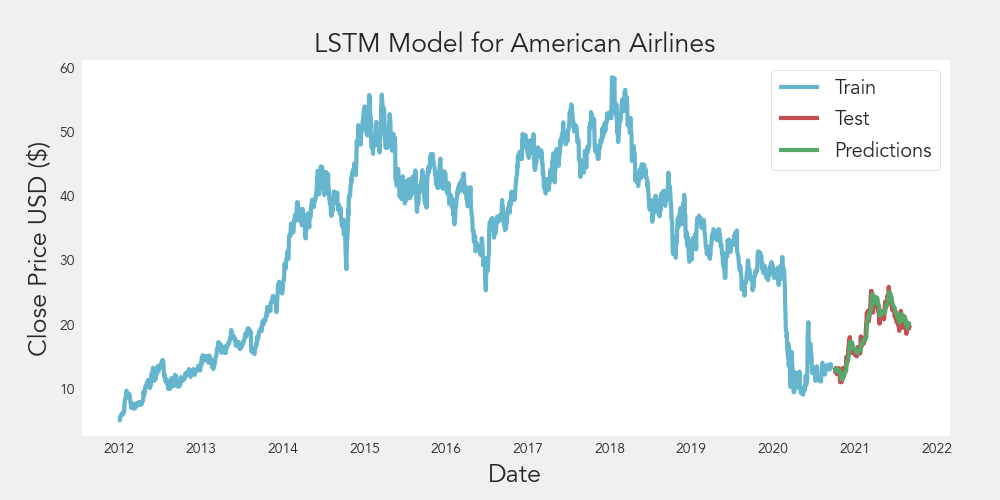 LSTM Model for American Airlines
Train
Test
Predictions
Close Price USD ($)
60
50
40
30
20
10
2012 2013 2014 2015 2016 2017 2018 2019 2020 2021 2022
Date